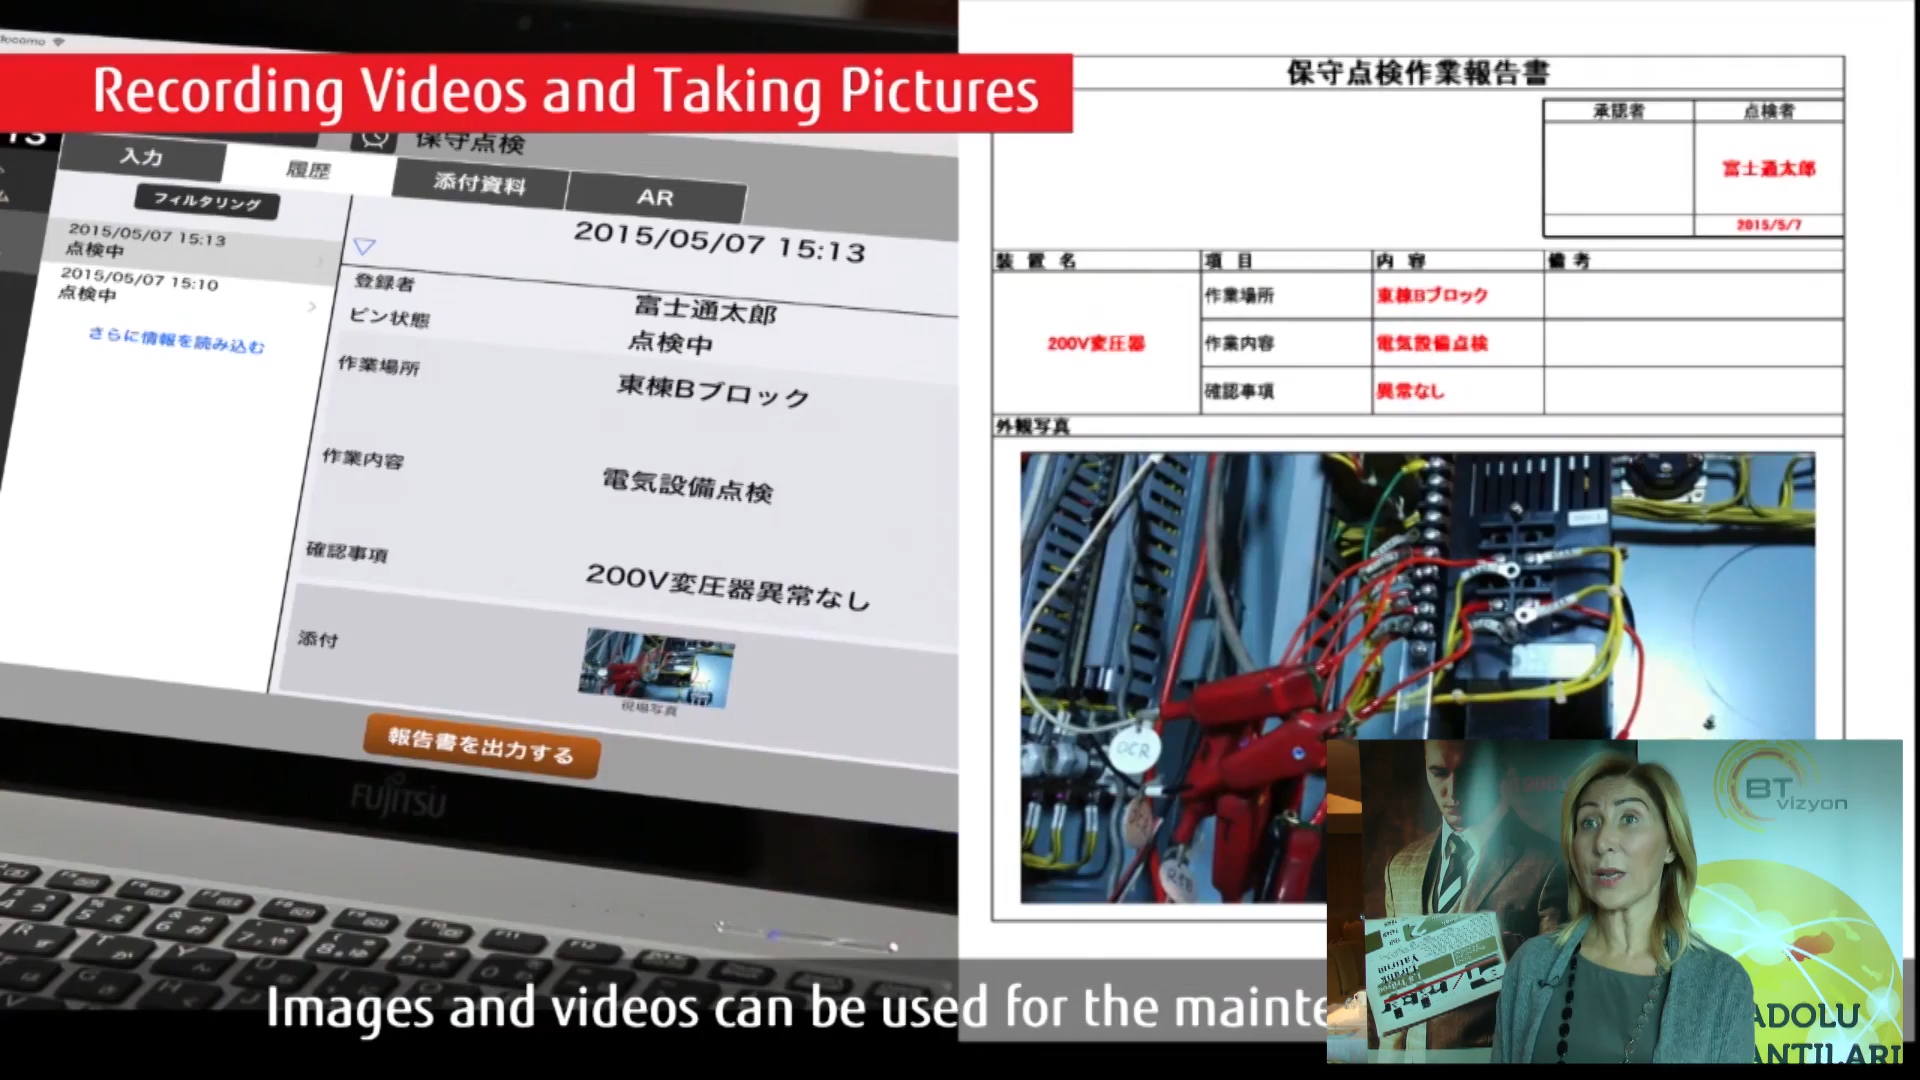 docomo
Recording Videos and Taking Pictures
保守点検
入力
履歴
添付資料
AR
フィルタリング
2015/05/07 15:13
点検中
2015/05/07 15:10
点検中
さらに情報を読み込む
2015/05/07 15:13
登録者
富士通太郎
ピン状態
点検中
作業場所
東棟Bブロック
作業内容
電気設備点検
確認事項
200V変圧器異常なし
添付
現場写真
報告書を出力する
FUJITSU
保守点検作業報告書
承認者
点検者
富士通太郎
2015/5/7
装置名
項目
内容
備考
200V変圧器
作業場所
東棟Bブロック
作業内容
電気設備点検
確認事項
異常なし
外観写真
DCR
BT
vizyon
ADOLU
ANTILARI
Images and videos can be used for the mainte